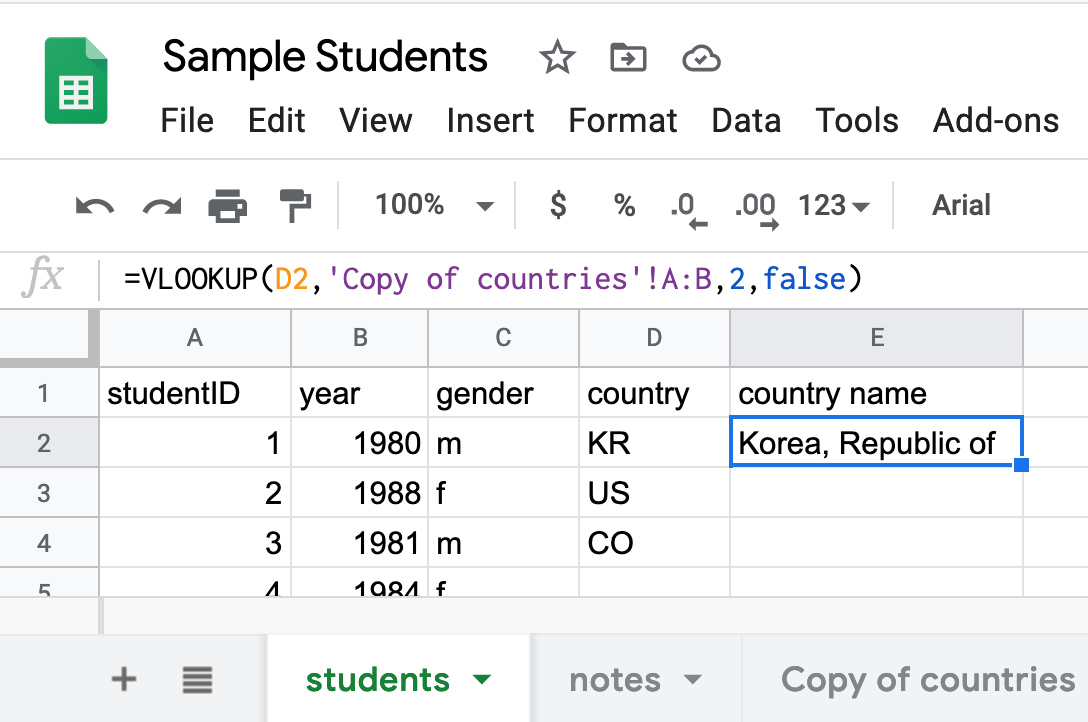 Sample Students
File Edit View Insert Format Data Tools Add-ons
100% $ % .0 .00 123 Arial
fx =VLOOKUP(D2,'Copy of countries'!A:B,2,false)
A B C D E
1 studentID year gender country country name
2 1 1980 m KR Korea, Republic of
3 2 1988 f US
4 3 1981 m CO
5 4 1984 f
+ students notes Copy of countries